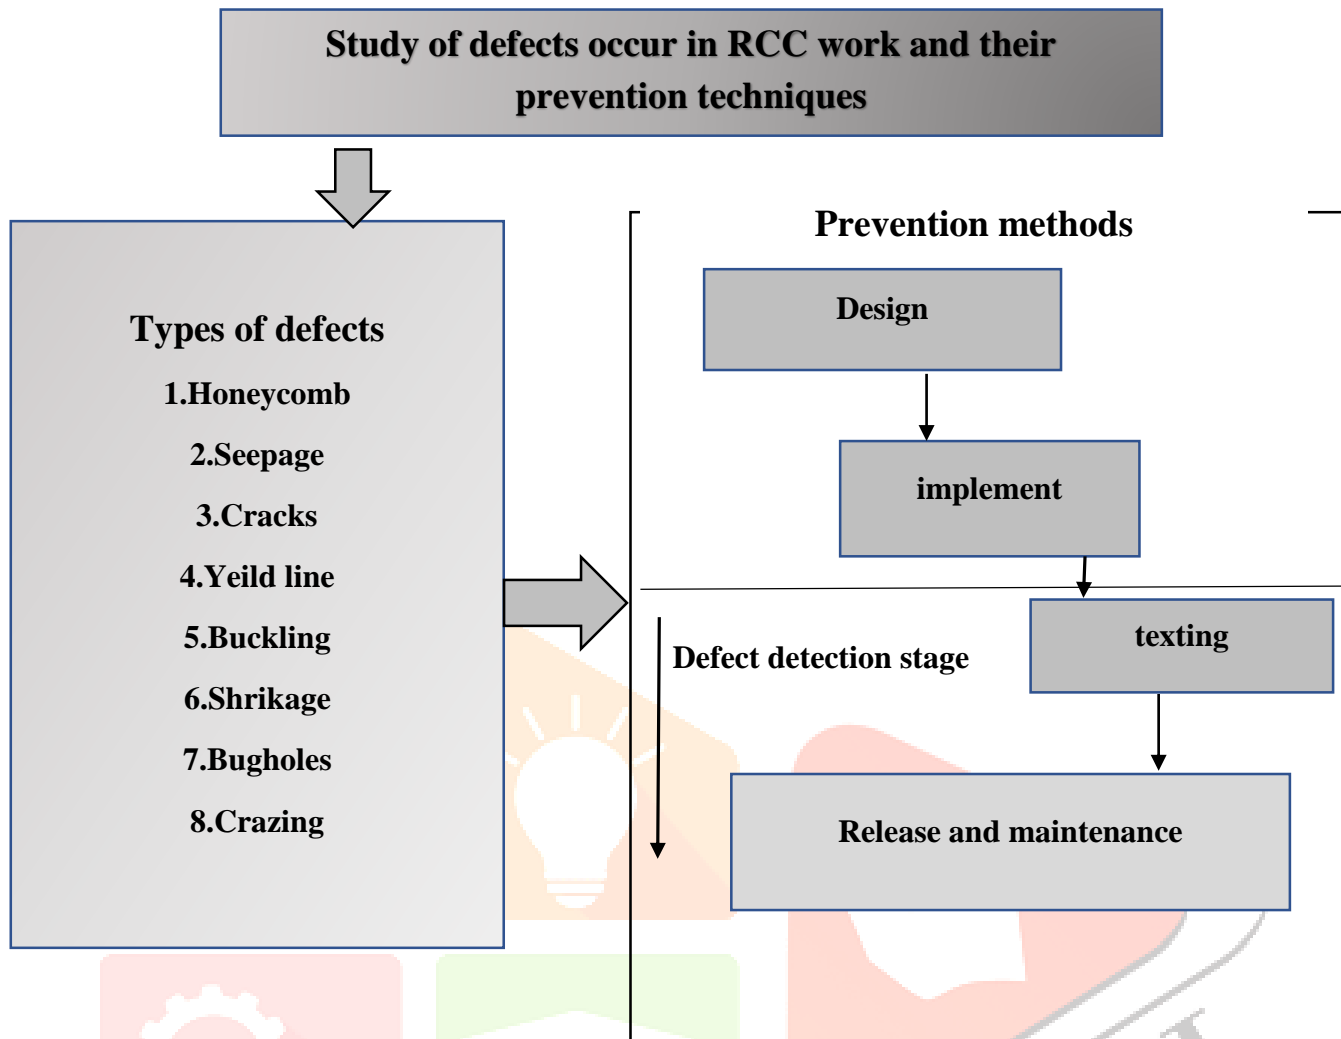 Study of defects occur in RCC work and their
prevention techniques
Types of defects
1.Honeycomb
2.Seepage
3.Cracks
4.Yeild line
5.Buckling
6.Shrikage
7.Bugholes
8.Crazing
Prevention methods
Design
implement
texting
Defect detection stage
Release and maintenance